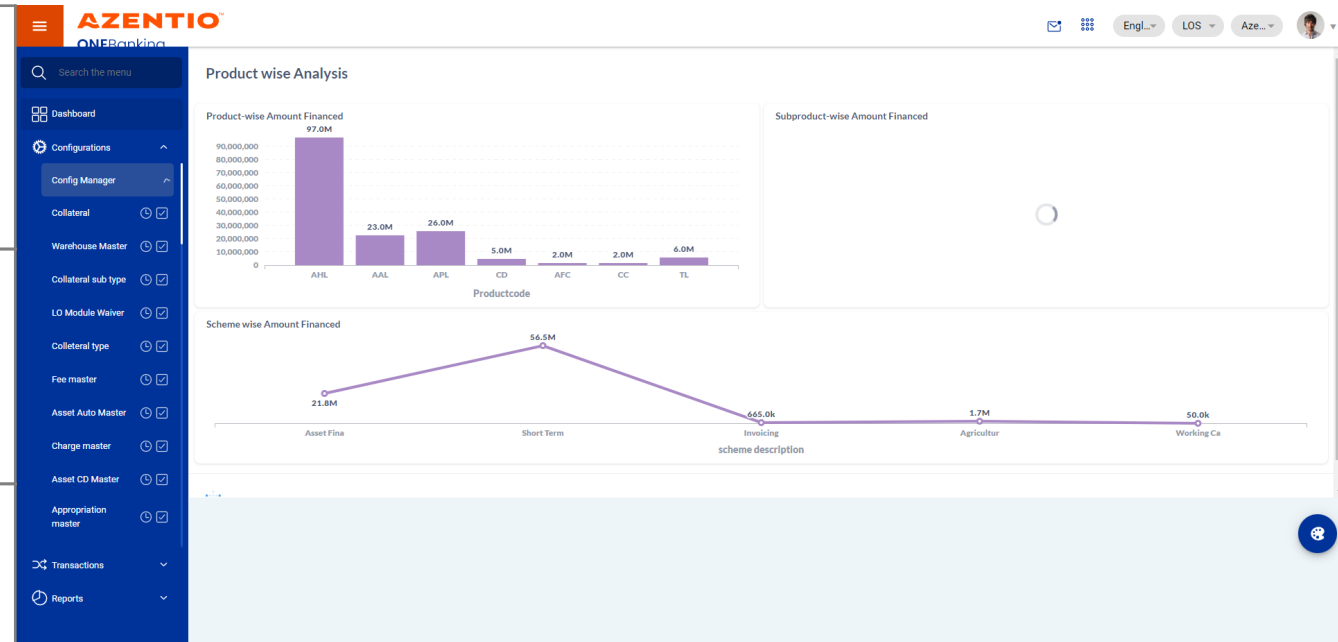 AZENTIO™
ONEBanking
Engl...
LOS
Aze...
Search the menu
Dashboard
Configurations
Config Manager
Collateral
Warehouse Master
Collateral sub type
LO Module Waiver
Colleteral type
Fee master
Asset Auto Master
Charge master
Asset CD Master
Appropriation
master
Transactions
Reports
Product wise Analysis
Product-wise Amount Financed
97.0M
90,000,000
80,000,000
70,000,000
60,000,000
50,000,000
40,000,000
30,000,000
20,000,000
10,000,000
0
23.0M
26.0M
5.0M
2.0M
2.0M
6.0M
AHL AAL APL CD AFC CC TL
Productcode
Subproduct-wise Amount Financed
Scheme wise Amount Financed
56.5M
21.8M
665.0k
1.7M
50.0k
Asset Fina Short Term Invoicing Agricultur Working Ca
scheme description